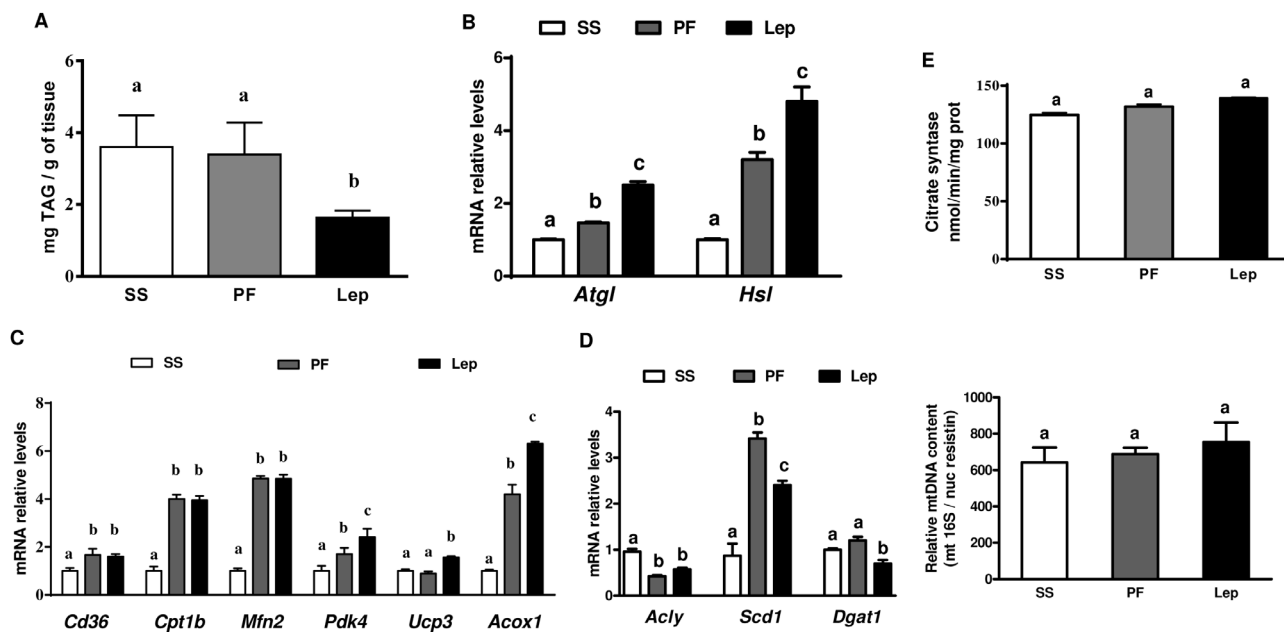 A
mg TAG / g of tissue
6
4
2
0
a
a
b
SS
PF
Lep
B
SS
PF
Lep
mRNA relative levels
6
4
2
0
a
b
c
a
b
c
Atgl
Hsl
E
Citrate syntase
nmol/min/mg prot
150
100
50
0
a
a
a
SS
PF
Lep
C
SS
PF
Lep
mRNA relative levels
8
6
4
2
0
a
b
b
a
b
b
a
b
b
a
b
c
a
a
b
a
b
c
Cd36
Cpt1b
Mfn2
Pdk4
Ucp3
Acox1
D
SS
PF
Lep
mRNA relative levels
4
3
2
1
0
a
b
b
a
b
c
a
a
b
Acly
Scd1
Dgat1
Relative mtDNA content
(mt 16S / nuc resistin)
1000
800
600
400
200
0
a
a
a
SS
PF
Lep